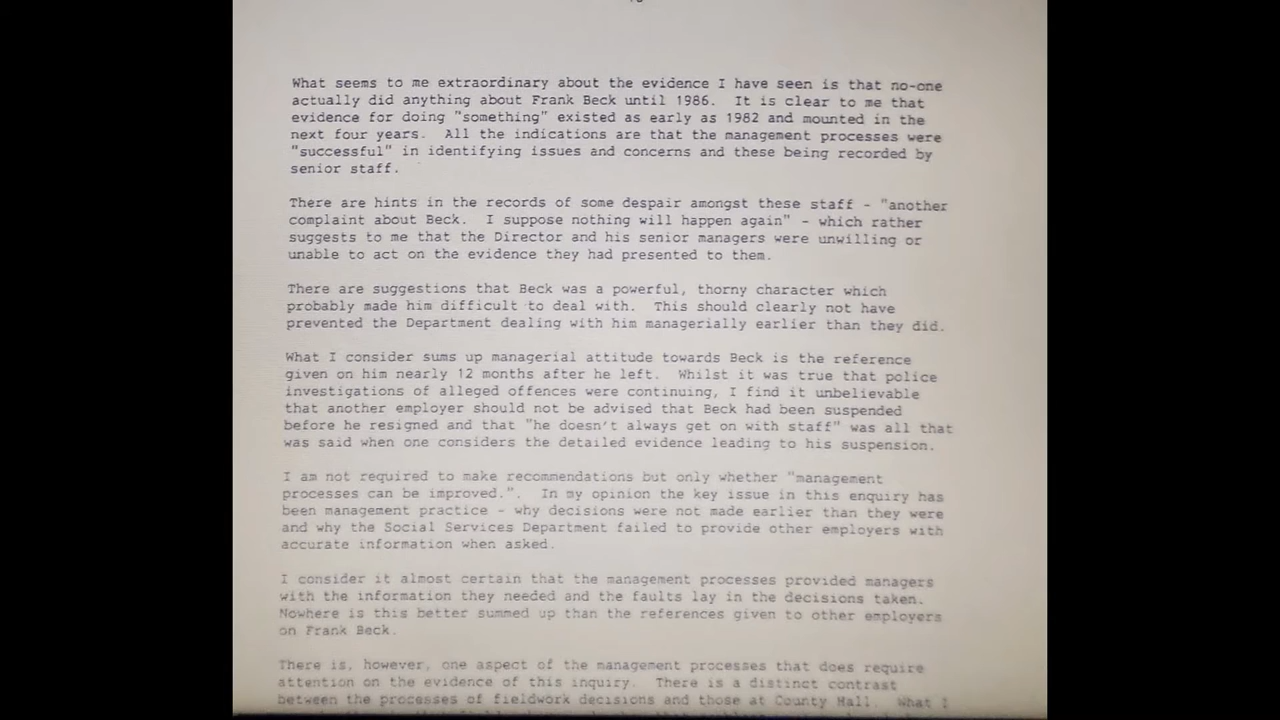 What seems to me extraordinary about the evidence I have seen is that no-one
actually did anything about Frank Beck until 1986.  It is clear to me that
evidence for doing "something" existed as early as 1982 and mounted in the
next four years.  All the indications are that the management processes were
"successful" in identifying issues and concerns and these being recorded by
senior staff.
There are hints in the records of some despair amongst these staff - "another
complaint about Beck.  I suppose nothing will happen again" - which rather
suggests to me that the Director and his senior managers were unwilling or
unable to act on the evidence they had presented to them.
There are suggestions that Beck was a powerful, thorny character which
probably made him difficult to deal with.  This should clearly not have
prevented the Department dealing with him managerially earlier than they did.
What I consider sums up managerial attitude towards Beck is the reference
given on him nearly 12 months after he left.  Whilst it was true that police
investigations of alleged offences were continuing, I find it unbelievable
that another employer should not be advised that Beck had been suspended
before he resigned and that "he doesn't always get on with staff" was all that
was said when one considers the detailed evidence leading to his suspension.
I am not required to make recommendations but only whether "management
processes can be improved.".  In my opinion the key issue in this enquiry has
been management practice - why decisions were not made earlier than they were
and why the Social Services Department failed to provide other employers with
accurate information when asked.
I consider it almost certain that the management processes provided managers
with the information they needed and the faults lay in the decisions taken.
Nowhere is this better summed up than the references given to other employers
on Frank Beck.
There is, however, one aspect of the management processes that does require
attention on the evidence of this inquiry.  There is a distinct contrast
between the processes of fieldwork decisions and those at County Hall.  What I